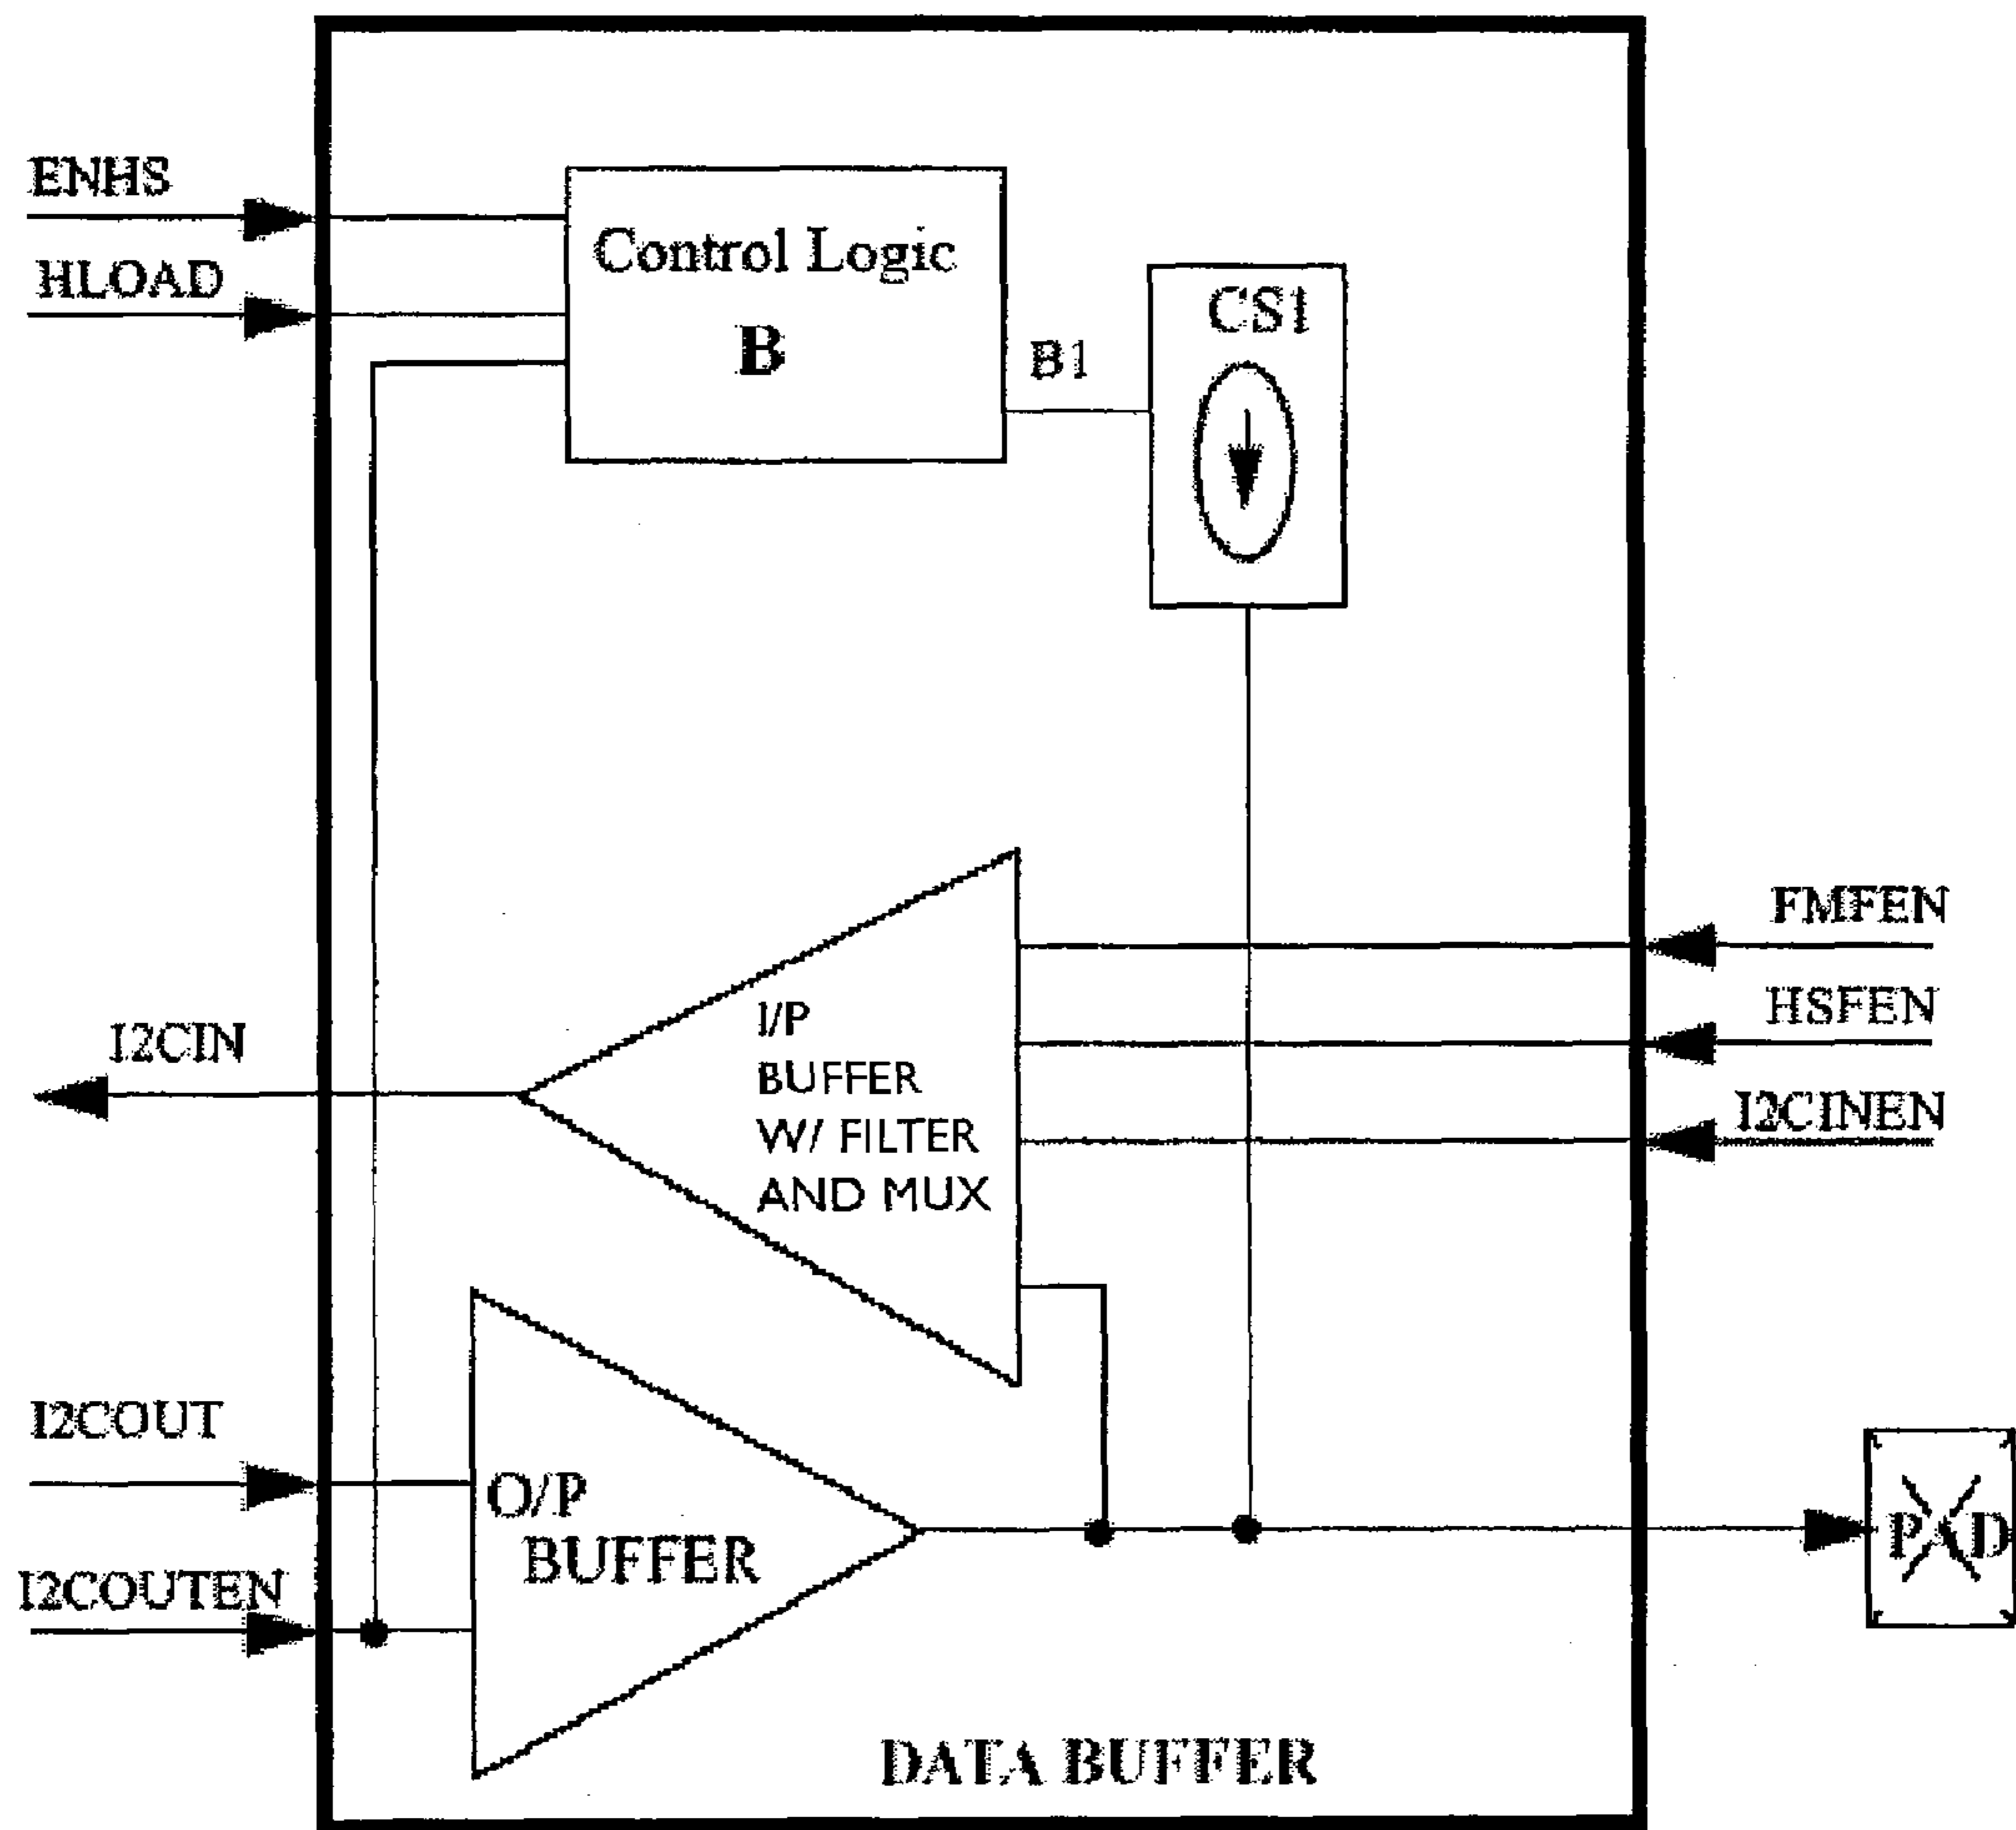 ENHS
HLOAD
Control Logic
B
B1
CS1
FMFEN
HSFEN
I2CINEN
I2CIN
I/P
BUFFER
W/ FILTER
AND MUX
I2COUT
I2COUTEN
O/P
BUFFER
PAD
DATA BUFFER